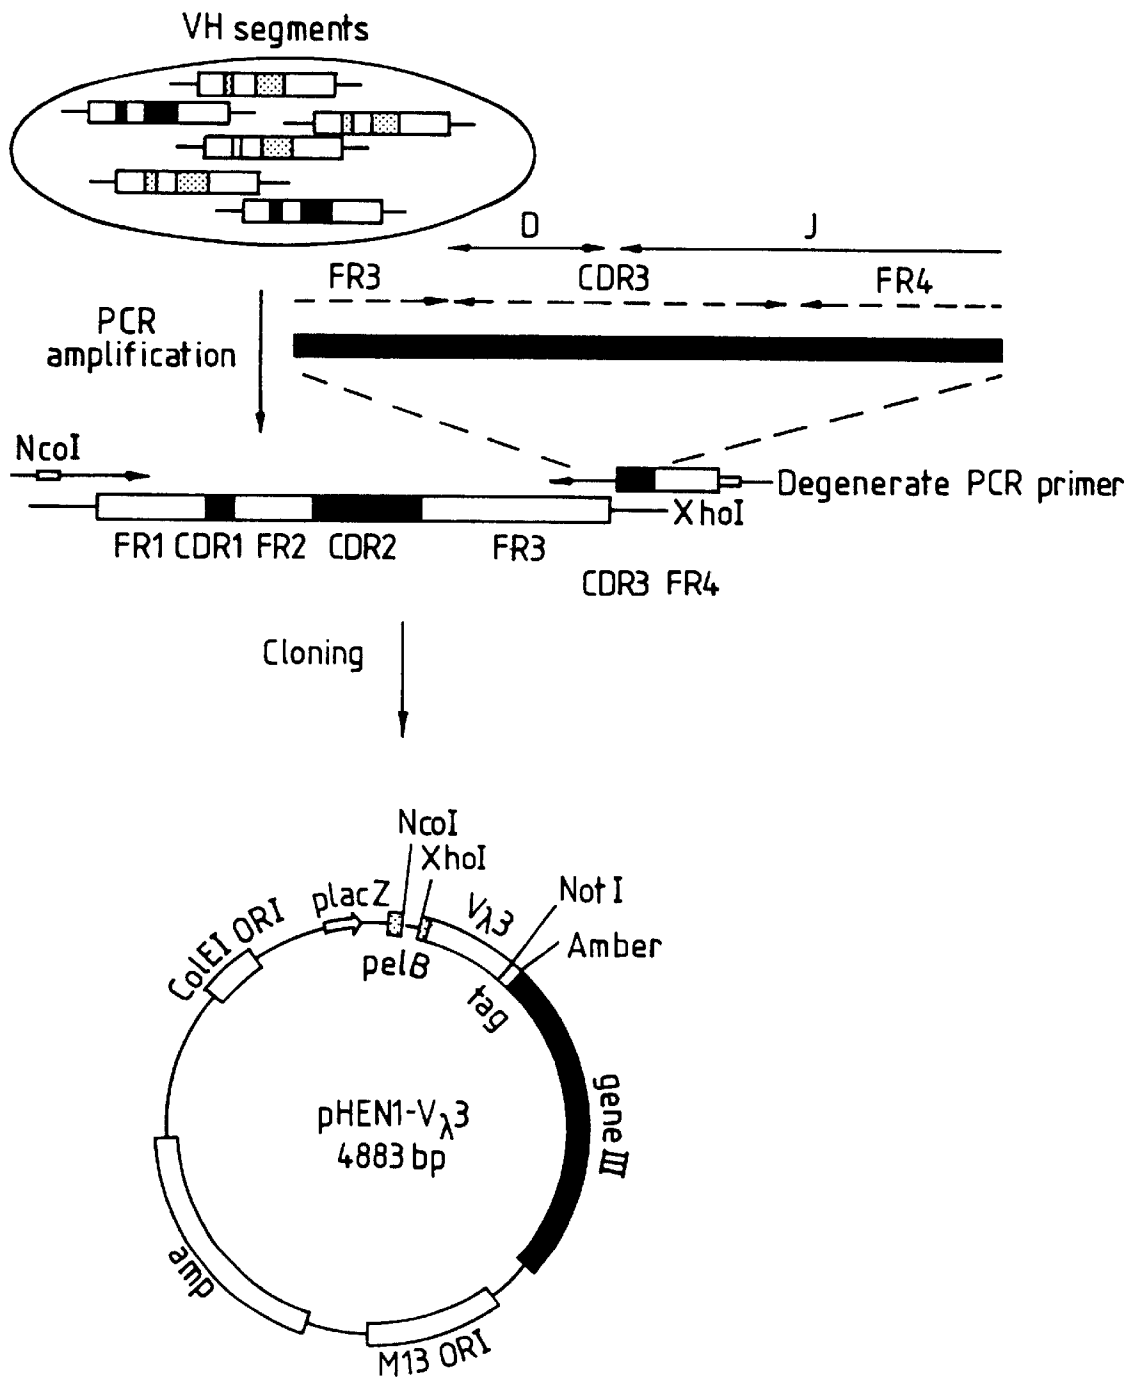 VH segments
D
J
FR3
CDR3
FR4
PCR
amplification
NcoI
Degenerate PCR primer
XhoI
FR1 CDR1 FR2 CDR2 FR3
CDR3 FR4
Cloning
NcoI
XhoI
placZ
Vλ3
NotI
Amber
ColEI ORI
pelB
tag
gene III
pHEN1-Vλ3
4883 bp
amp
M13 ORI